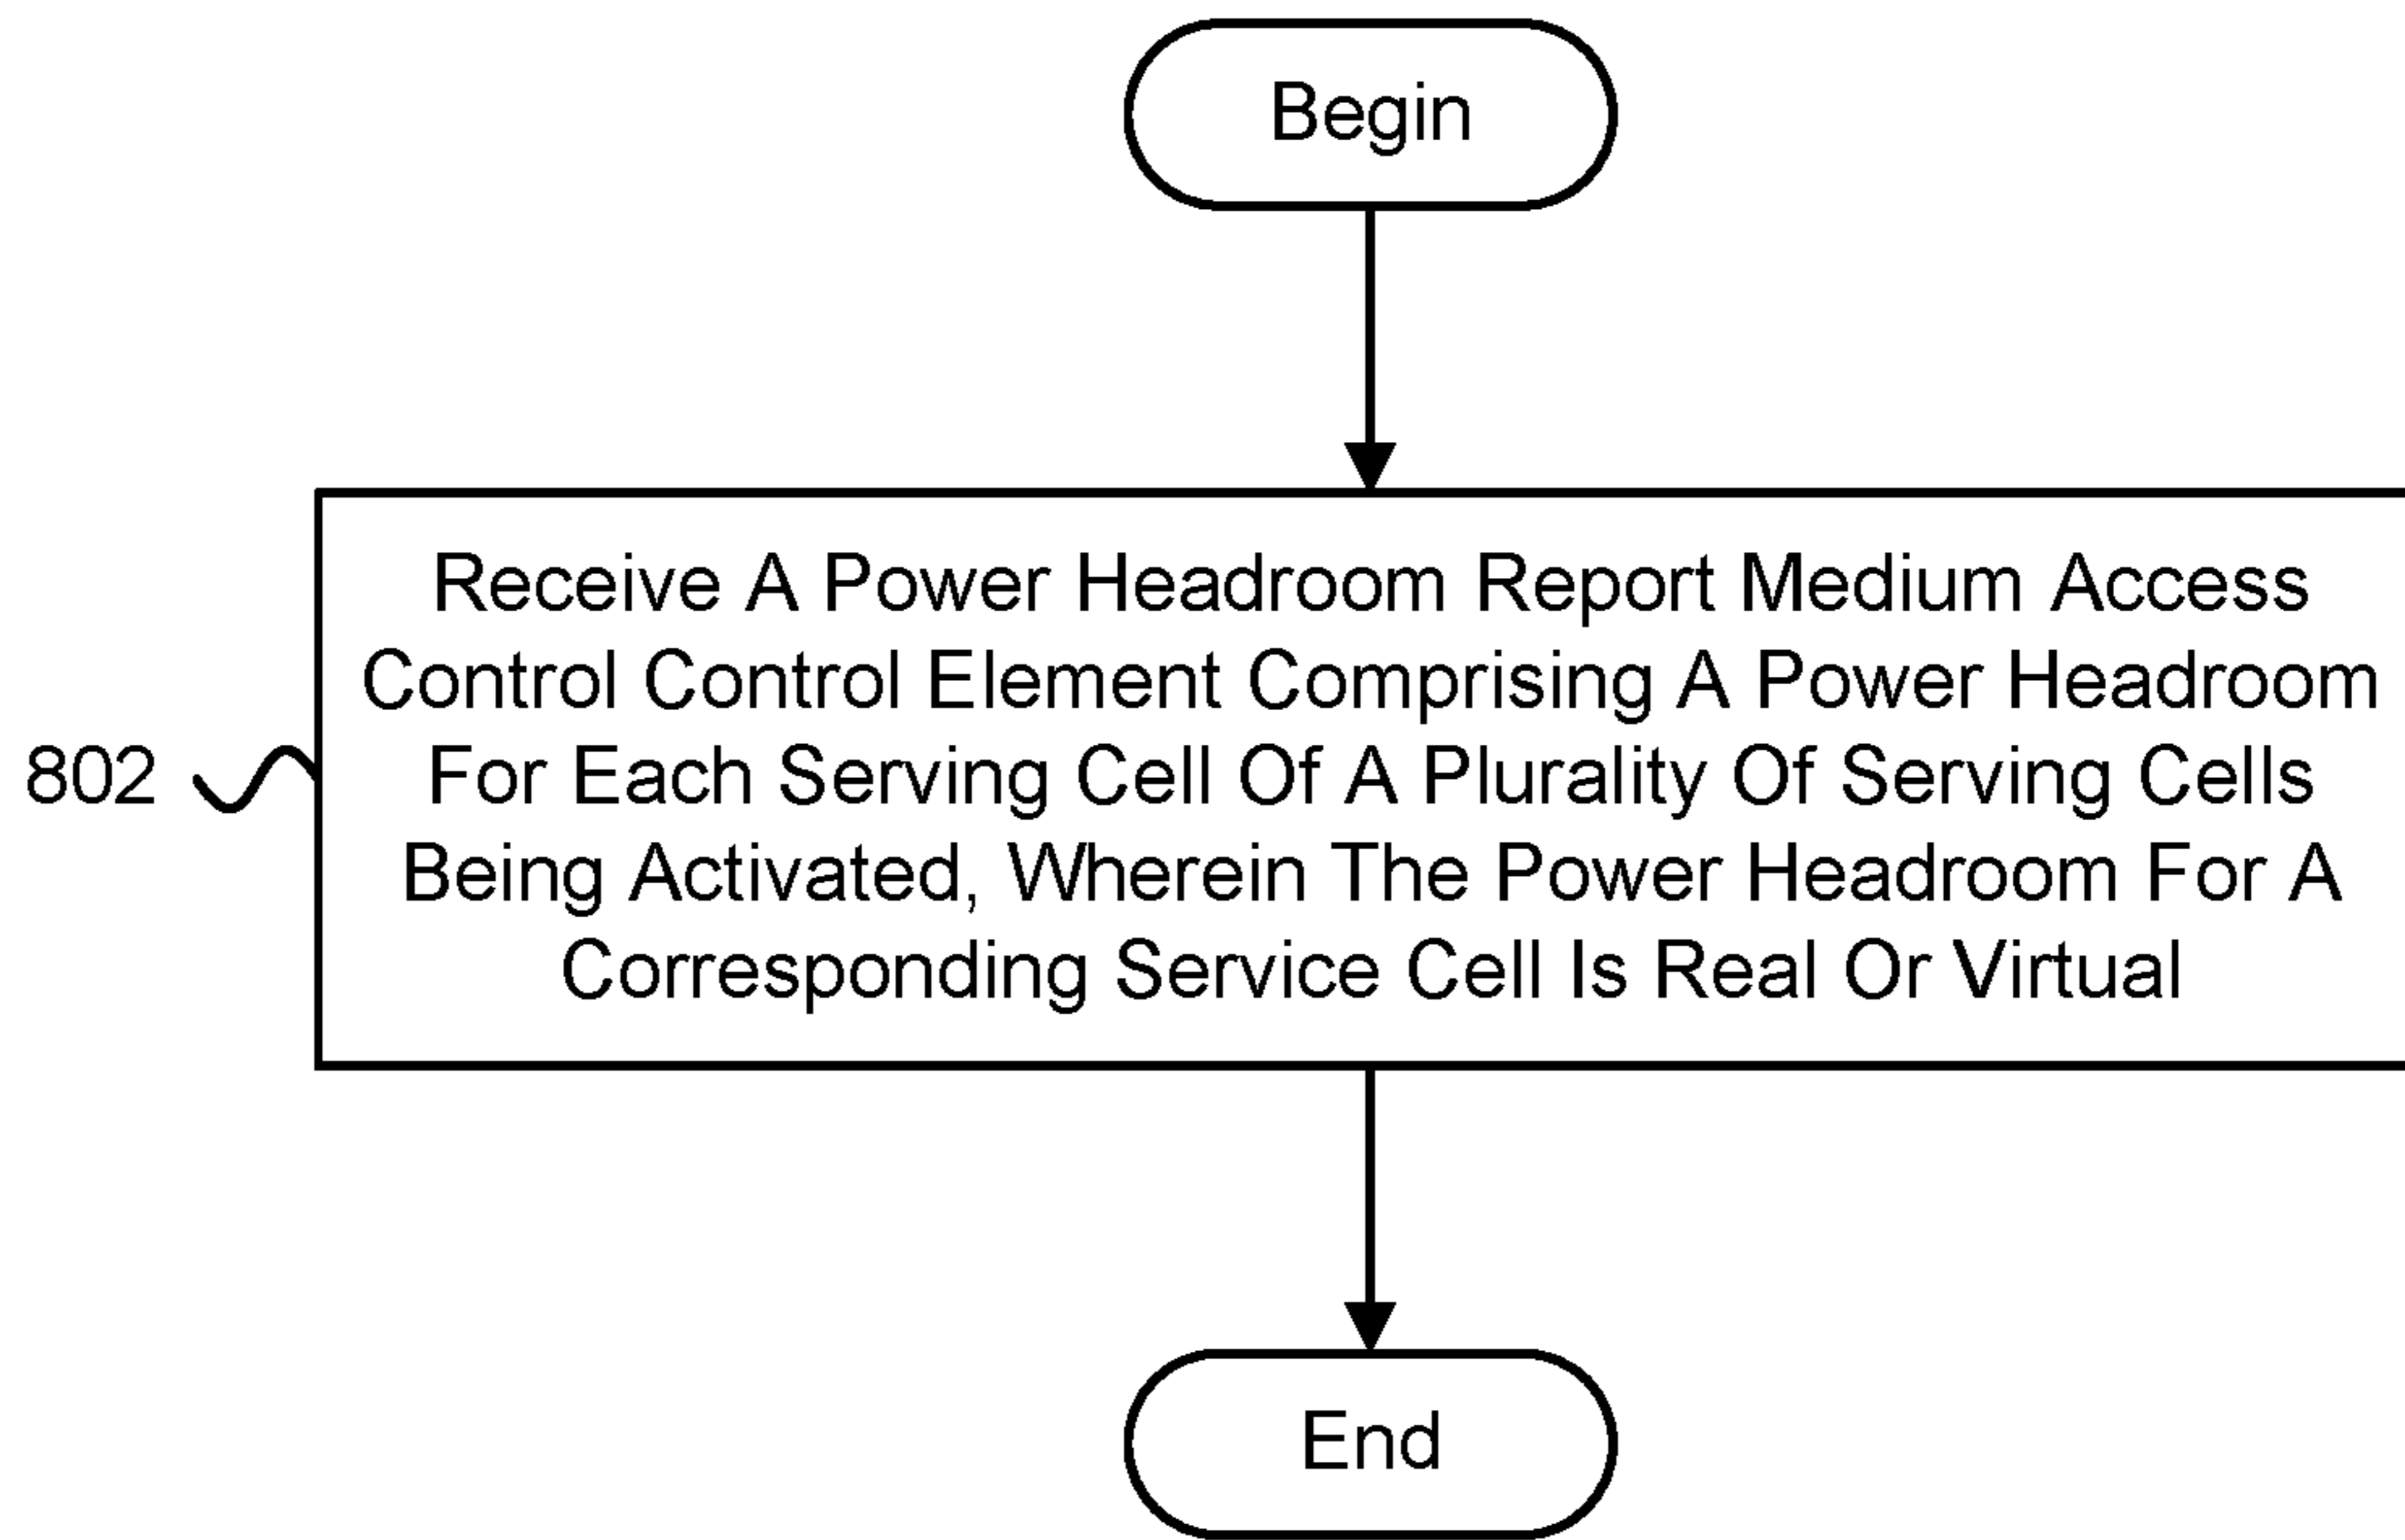 Begin
Receive A Power Headroom Report Medium Access
Control Control Element Comprising A Power Headroom
For Each Serving Cell Of A Plurality Of Serving Cells
Being Activated, Wherein The Power Headroom For A
Corresponding Service Cell Is Real Or Virtual
802
End